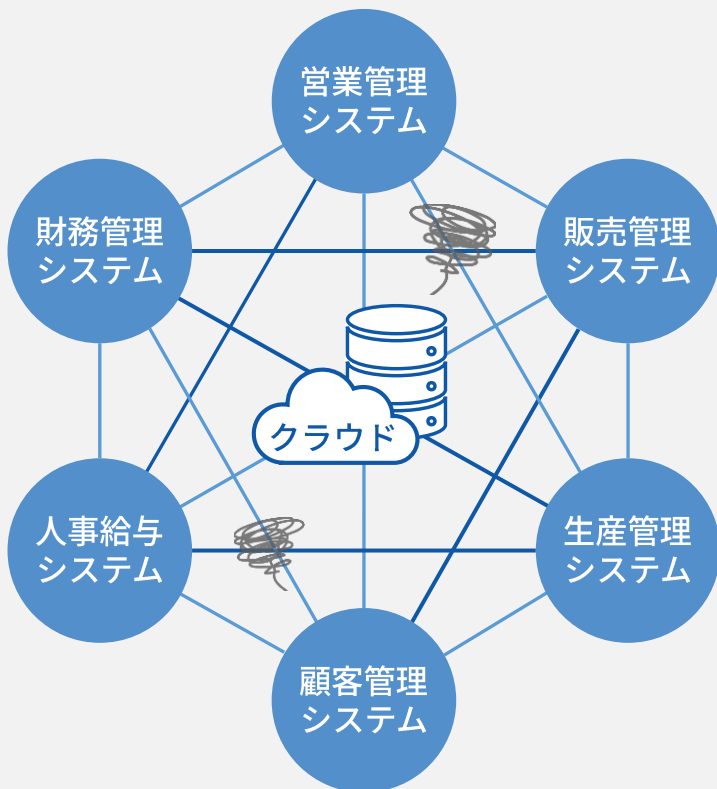 営業管理
システム
財務管理
システム
販売管理
システム
クラウド
人事給与
システム
生産管理
システム
顧客管理
システム